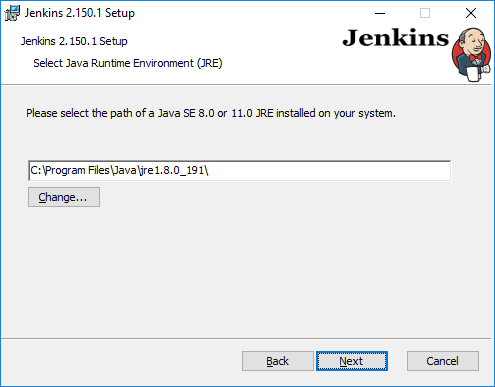 Jenkins 2.150.1 Setup
Jenkins 2.150.1 Setup
Jenkins
Select Java Runtime Environment (JRE)
Please select the path of a Java SE 8.0 or 11.0 JRE installed on your system.
C:\Program Files\Java\jre1.8.0_191\
Change...
Back Next Cancel